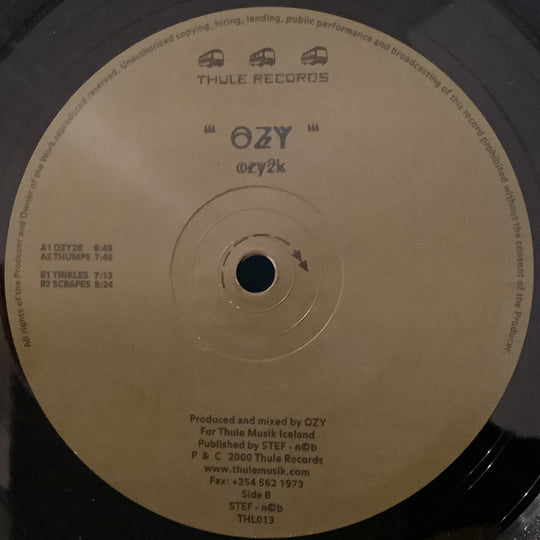 All rights of the Producer and Owner of the Work reproduced reserved. Unauthorized copying, hiring, lending, public performance and broadcasting of this record prohibited without the consent of the Producer.
THULE RECORDS
"" OZY ""
ozy2k
A1 OZY2K 6:49
A2 THUMPS 7:46
B1 TINKLES 7:13
B2 SCRAPES 8:24
Produced and mixed by OZY
For Thule Musik Iceland
Published by STEF - n©b
P & C 2000 Thule Records
www.thulemusik.com
Fax: +354 562 1973
Side B
STEF - n©b
THL013